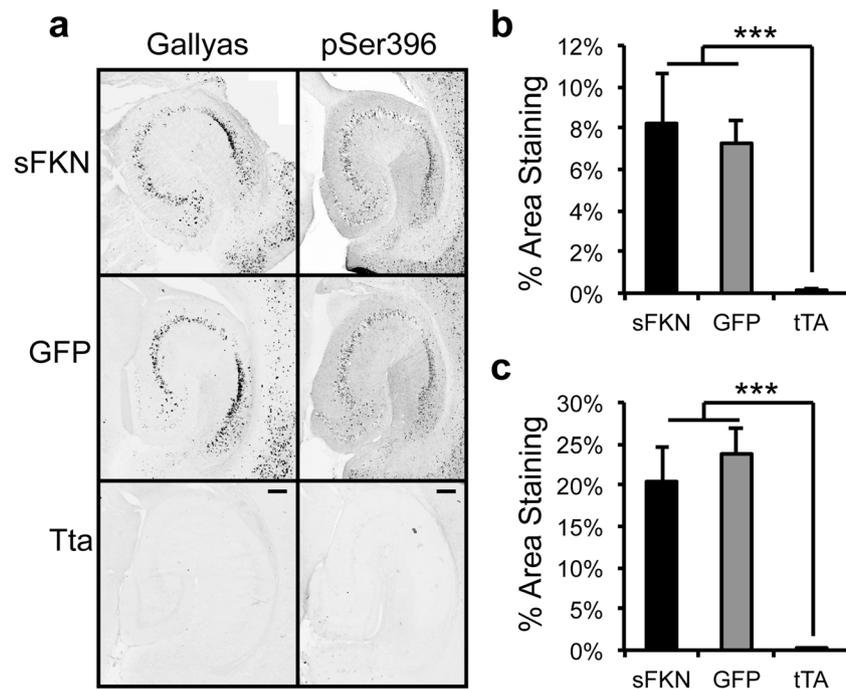 a
Gallyas pSer396
sFKN
GFP
Tta
b
***
12%
10%
8%
6%
4%
2%
0%
% Area Staining
sFKN GFP tTA
c
***
30%
25%
20%
15%
10%
5%
0%
% Area Staining
sFKN GFP tTA